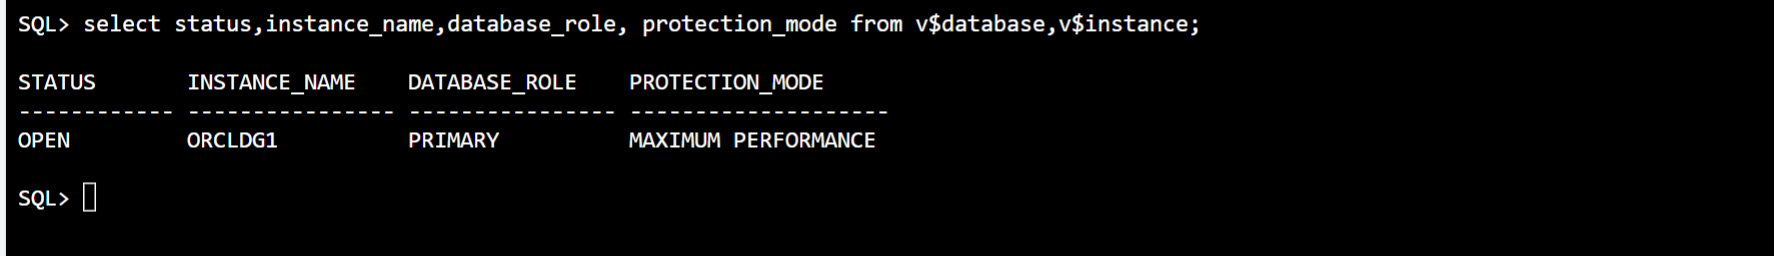 SQL> select status,instance_name,database_role, protection_mode from v$database,v$instance;
STATUS       INSTANCE_NAME    DATABASE_ROLE    PROTECTION_MODE
------------ ---------------- ---------------- --------------------
OPEN         ORCLDG1          PRIMARY          MAXIMUM PERFORMANCE
SQL>